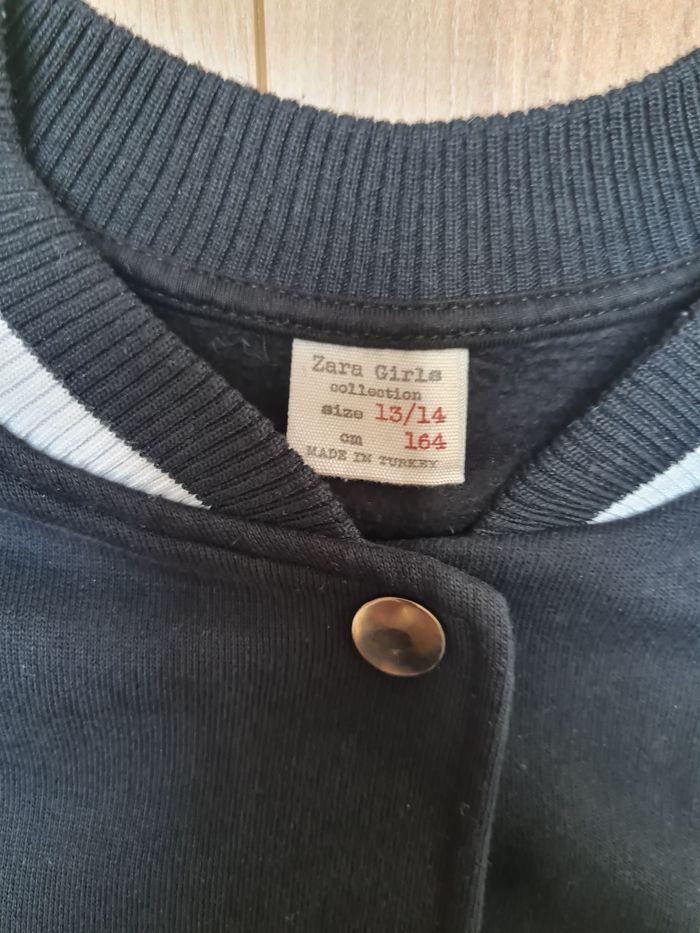 Zara Girls
collection
size 13/14
cm 164
MADE IN TURKEY